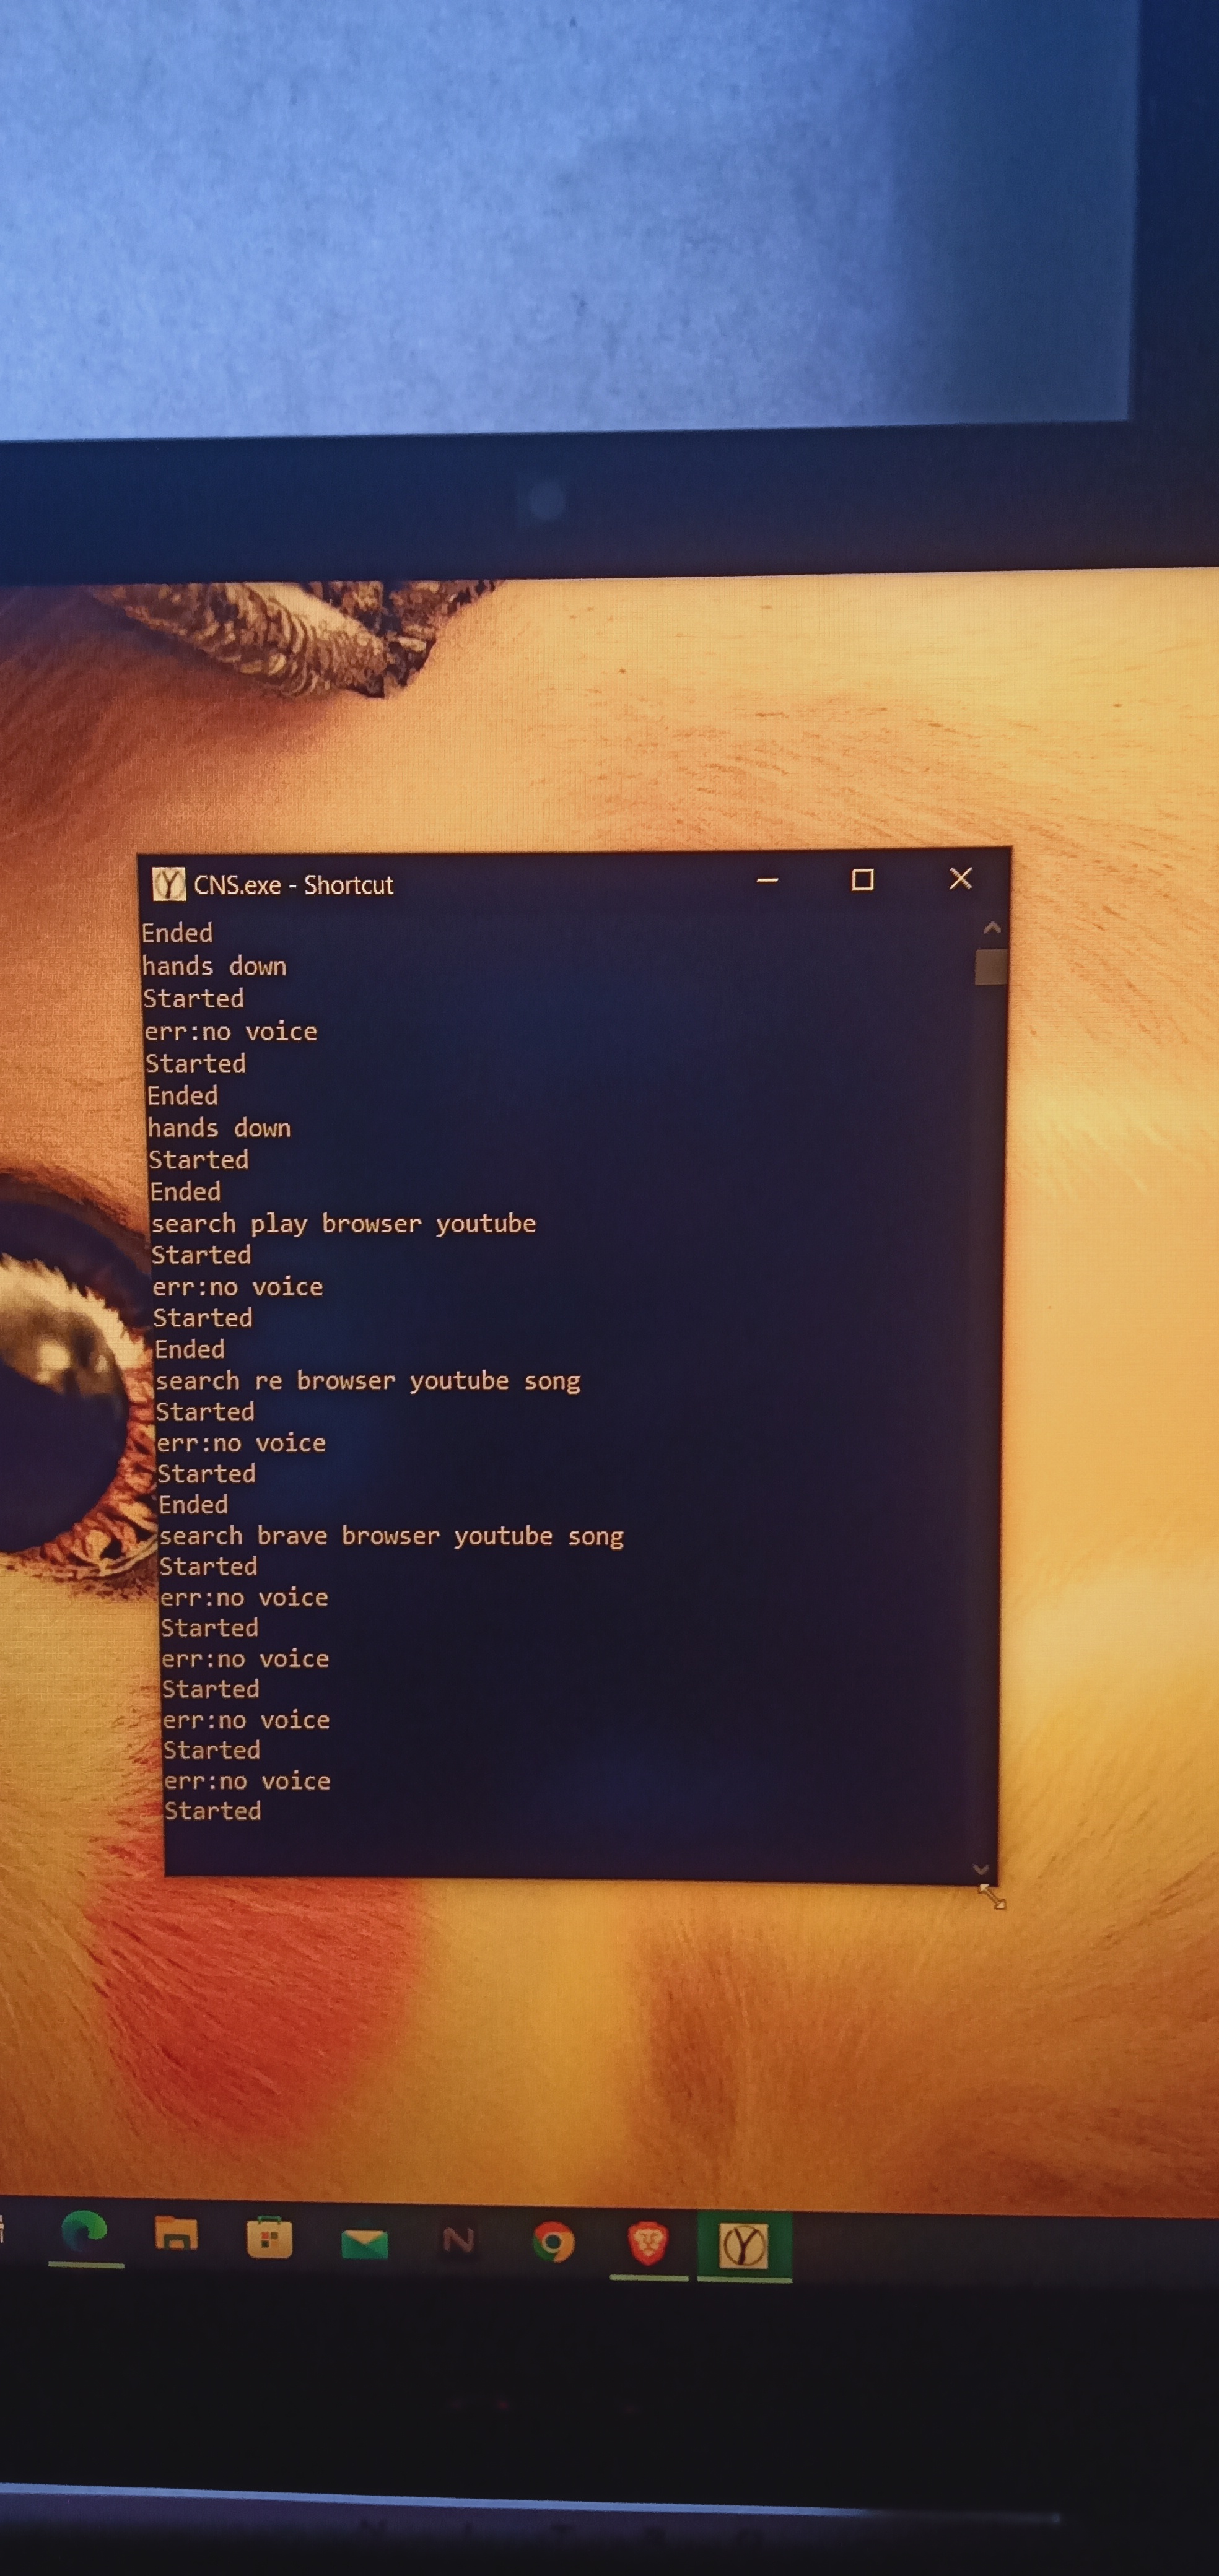 CNS.exe - Shortcut
Ended
hands down
Started
err:no voice
Started
Ended
hands down
Started
Ended
search play browser youtube
Started
err:no voice
Started
Ended
search re browser youtube song
Started
err:no voice
Started
Ended
search brave browser youtube song
Started
err:no voice
Started
err:no voice
Started
err:no voice
Started
err:no voice
Started